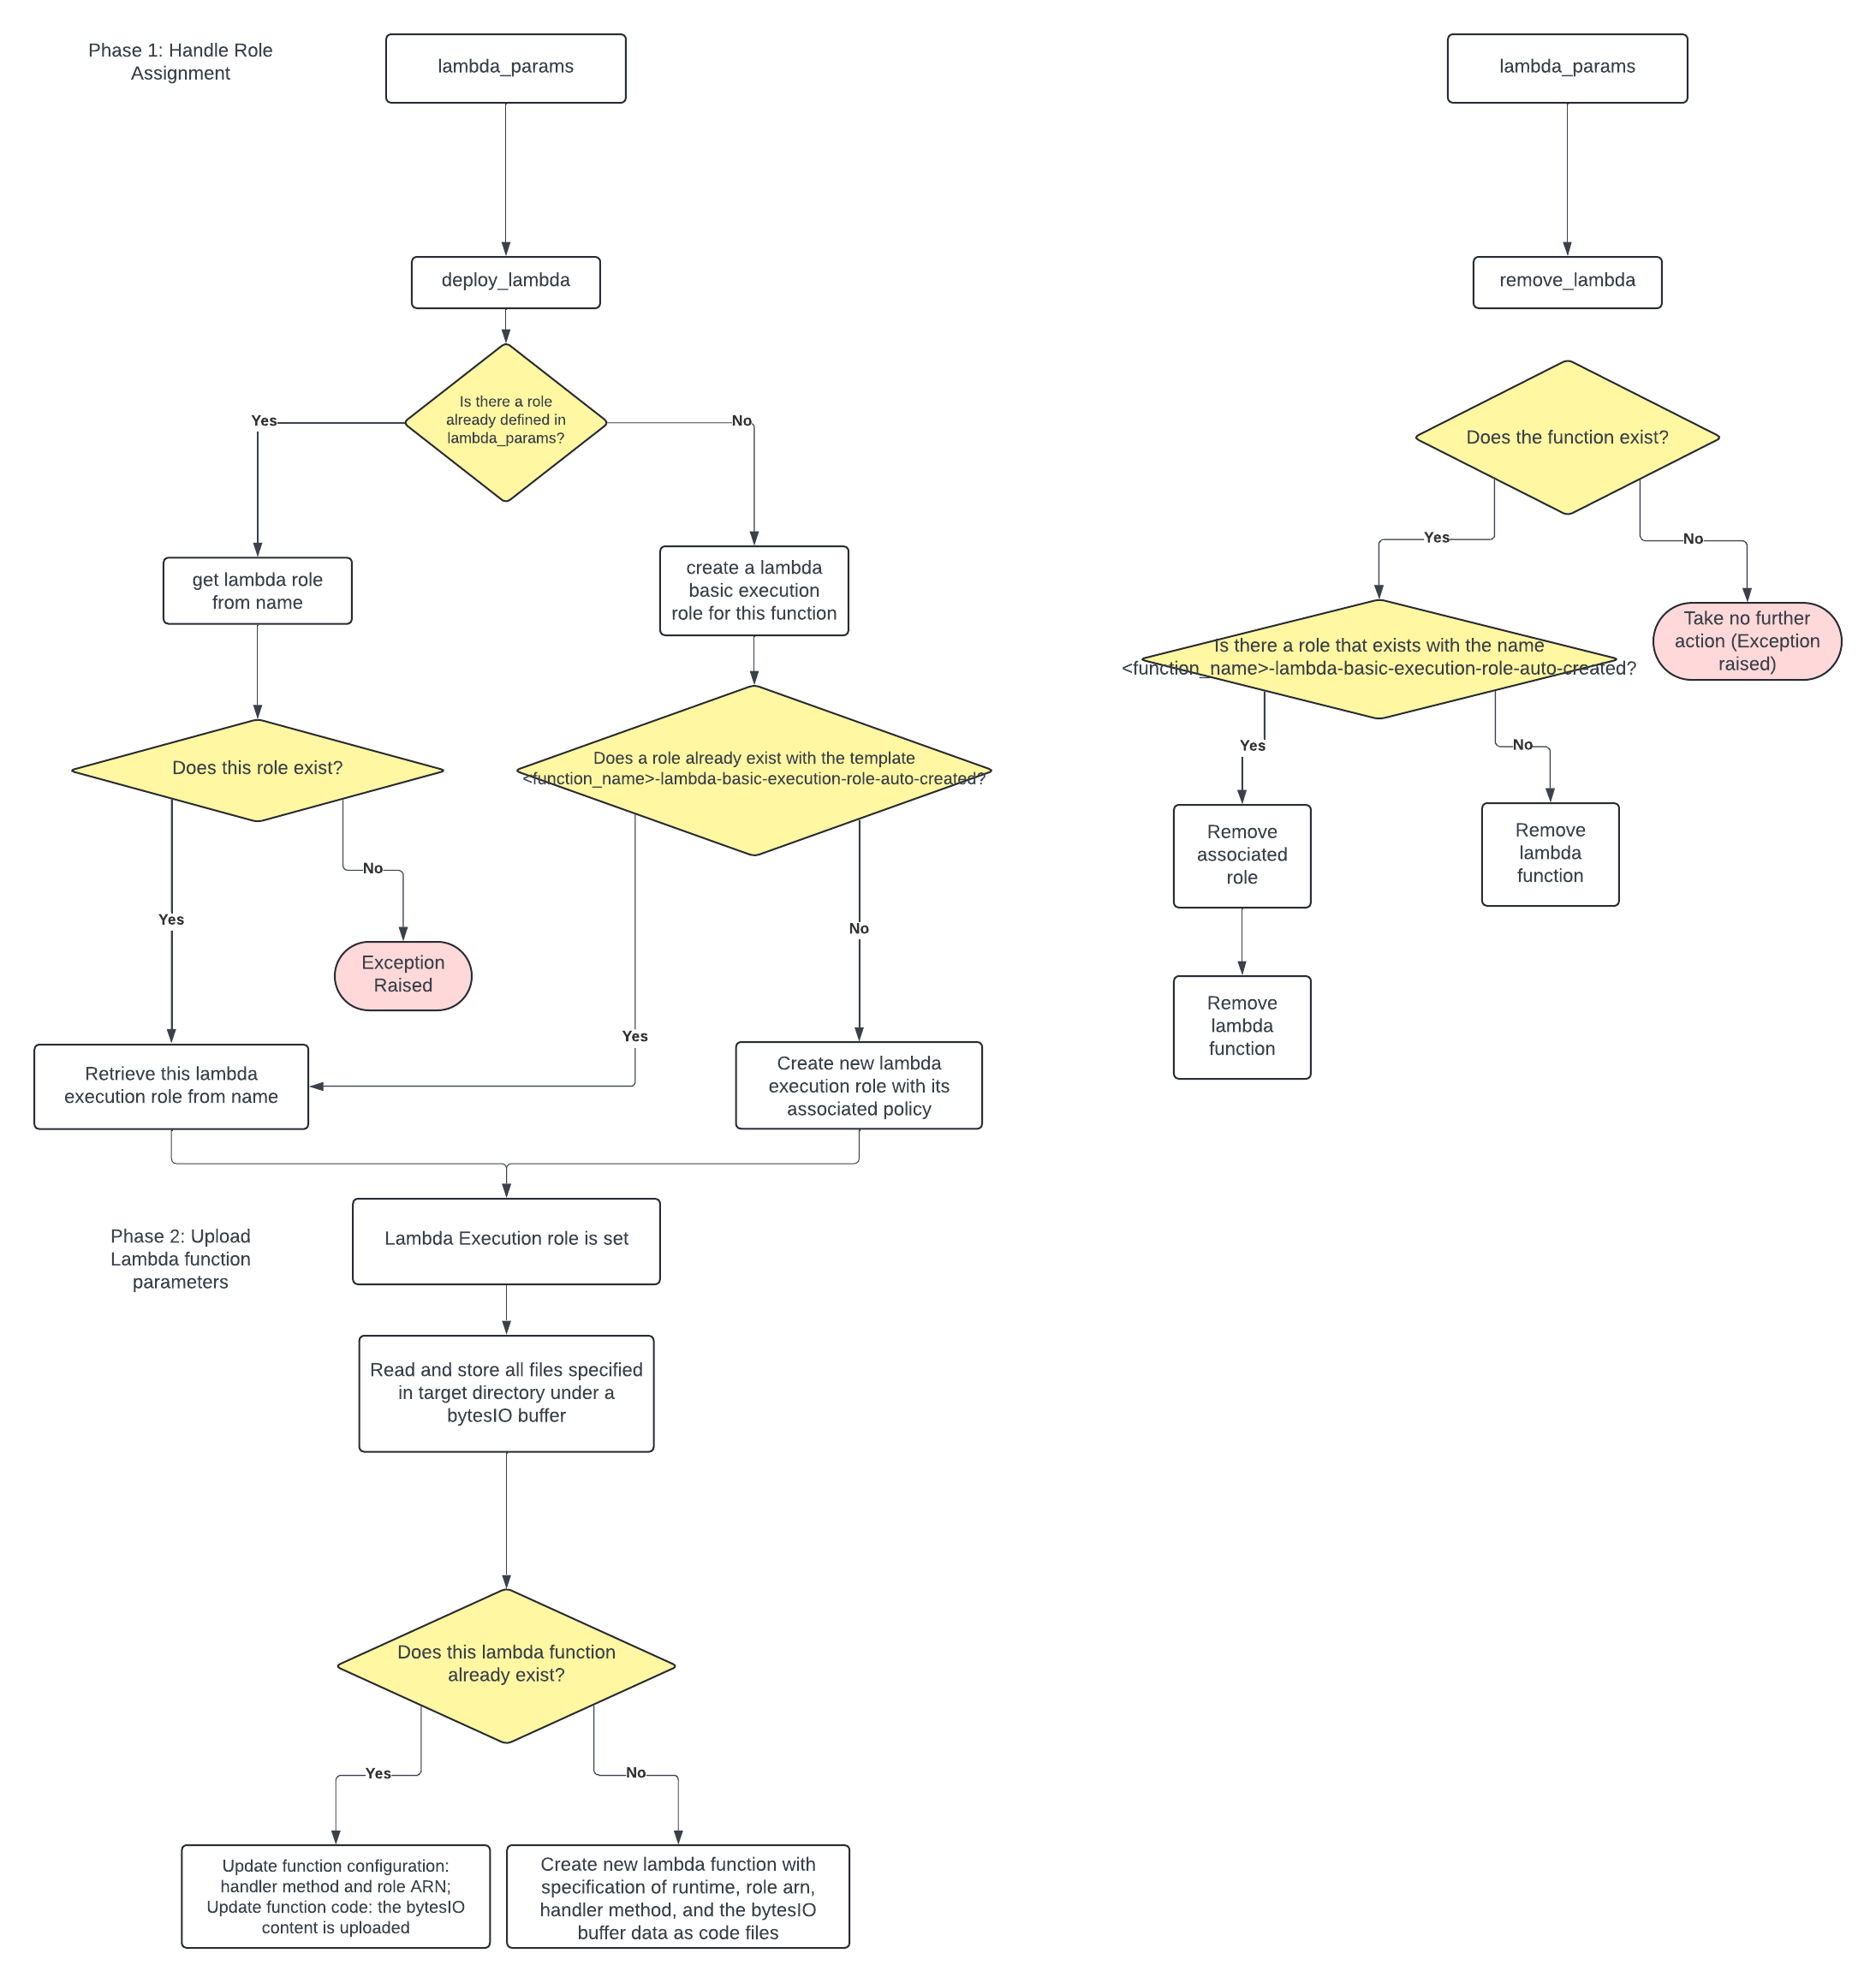 Phase 1: Handle Role
Assignment
lambda_params
deploy_lambda
Is there a role
already defined in
lambda_params?
Yes
No
get lambda role
from name
create a lambda
basic execution
role for this function
Does this role exist?
Does a role already exist with the template
<function_name>-lambda-basic-execution-role-auto-created?
No
Yes
No
Exception
Raised
Yes
Retrieve this lambda
execution role from name
Create new lambda
execution role with its
associated policy
Phase 2: Upload
Lambda function
parameters
Lambda Execution role is set
Read and store all files specified
in target directory under a
bytesIO buffer
Does this lambda function
already exist?
Yes
No
Update function configuration:
handler method and role ARN;
Update function code: the bytesIO
content is uploaded
Create new lambda function with
specification of runtime, role arn,
handler method, and the bytesIO
buffer data as code files
lambda_params
remove_lambda
Does the function exist?
Yes
No
Is there a role that exists with the name
<function_name>-lambda-basic-execution-role-auto-created?
Take no further
action (Exception
raised)
Yes
No
Remove
associated
role
Remove
lambda
function
Remove
lambda
function